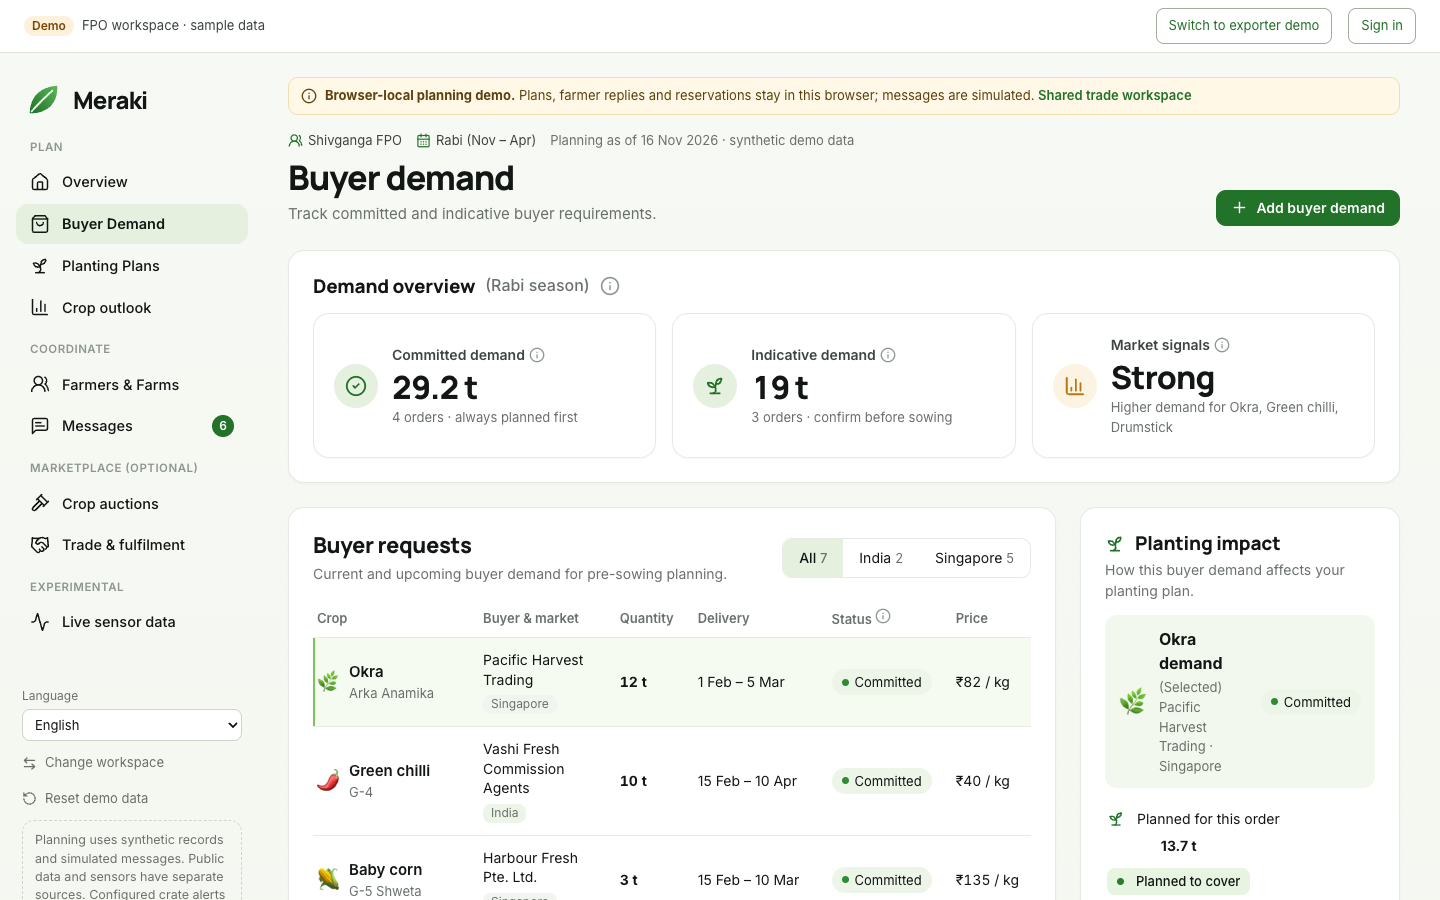 Demo FPO workspace · sample data
Switch to exporter demo
Sign in
Meraki
PLAN
Overview
Buyer Demand
Planting Plans
Crop outlook
COORDINATE
Farmers & Farms
Messages 6
MARKETPLACE (OPTIONAL)
Crop auctions
Trade & fulfilment
EXPERIMENTAL
Live sensor data
Language
English
Change workspace
Reset demo data
Planning uses synthetic records
and simulated messages. Public
data and sensors have separate
sources. Configured crate alerts
Browser-local planning demo. Plans, farmer replies and reservations stay in this browser; messages are simulated. Shared trade workspace
Shivganga FPO Rabi (Nov – Apr) Planning as of 16 Nov 2026 · synthetic demo data
Buyer demand
Track committed and indicative buyer requirements.
Add buyer demand
Demand overview (Rabi season)
Committed demand
29.2 t
4 orders · always planned first
Indicative demand
19 t
3 orders · confirm before sowing
Market signals
Strong
Higher demand for Okra, Green chilli,
Drumstick
Buyer requests
Current and upcoming buyer demand for pre-sowing planning.
All 7 India 2 Singapore 5
Crop Buyer & market Quantity Delivery Status Price
Okra
Arka Anamika
Pacific Harvest
Trading
Singapore
12 t
1 Feb – 5 Mar
Committed
₹82 / kg
Green chilli
G-4
Vashi Fresh
Commission
Agents
India
10 t
15 Feb – 10 Apr
Committed
₹40 / kg
Baby corn
G-5 Shweta
Harbour Fresh
Pte. Ltd.
Singapore
3 t
15 Feb – 10 Mar
Committed
₹135 / kg
Planting impact
How this buyer demand affects your
planting plan.
Okra
demand
(Selected)
Pacific
Harvest
Trading ·
Singapore
Committed
Planned for this order
13.7 t
Planned to cover